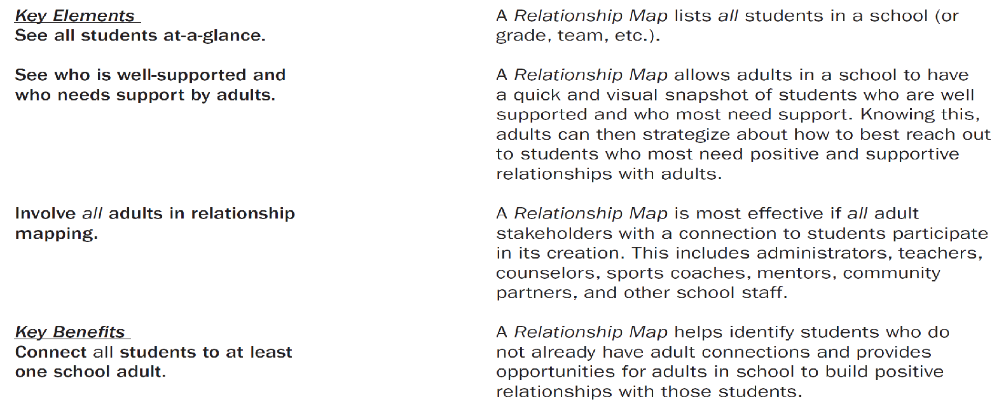 Key Elements
See all students at-a-glance.
A Relationship Map lists all students in a school (or
grade, team, etc.).
See who is well-supported and
who needs support by adults.
A Relationship Map allows adults in a school to have
a quick and visual snapshot of students who are well
supported and who most need support. Knowing this,
adults can then strategize about how to best reach out
to students who most need positive and supportive
relationships with adults.
Involve all adults in relationship
mapping.
A Relationship Map is most effective if all adult
stakeholders with a connection to students participate
in its creation. This includes administrators, teachers,
counselors, sports coaches, mentors, community
partners, and other school staff.
Key Benefits
Connect all students to at least
one school adult.
A Relationship Map helps identify students who do
not already have adult connections and provides
opportunities for adults in school to build positive
relationships with those students.